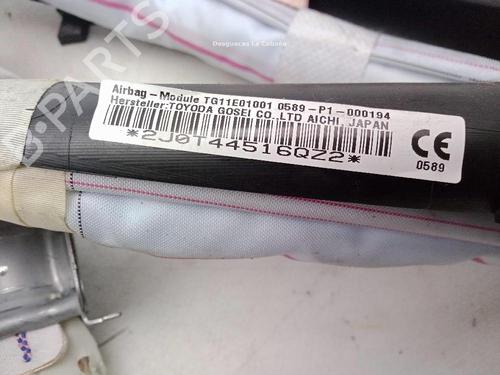 Desguaces La Cabaña
Airbag-Module TG11E01001 0589-P1-000194
Hersteller:TOYODA GOSEI CO.,LTD AICHI, JAPAN
*2J0T44516QZ2*
CE
0589
B-PARTS